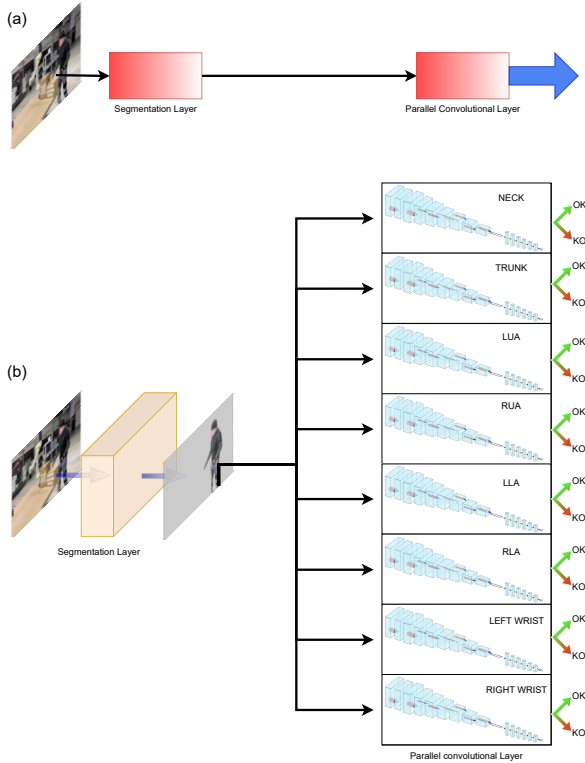 (a)
Segmentation Layer
Parallel Convolutional Layer
NECK
OK
KO
TRUNK
OK
KO
LUA
OK
KO
(b)
RUA
OK
KO
LLA
OK
KO
Segmentation Layer
RLA
OK
KO
LEFT WRIST
OK
KO
RIGHT WRIST
OK
KO
Parallel convolutional Layer